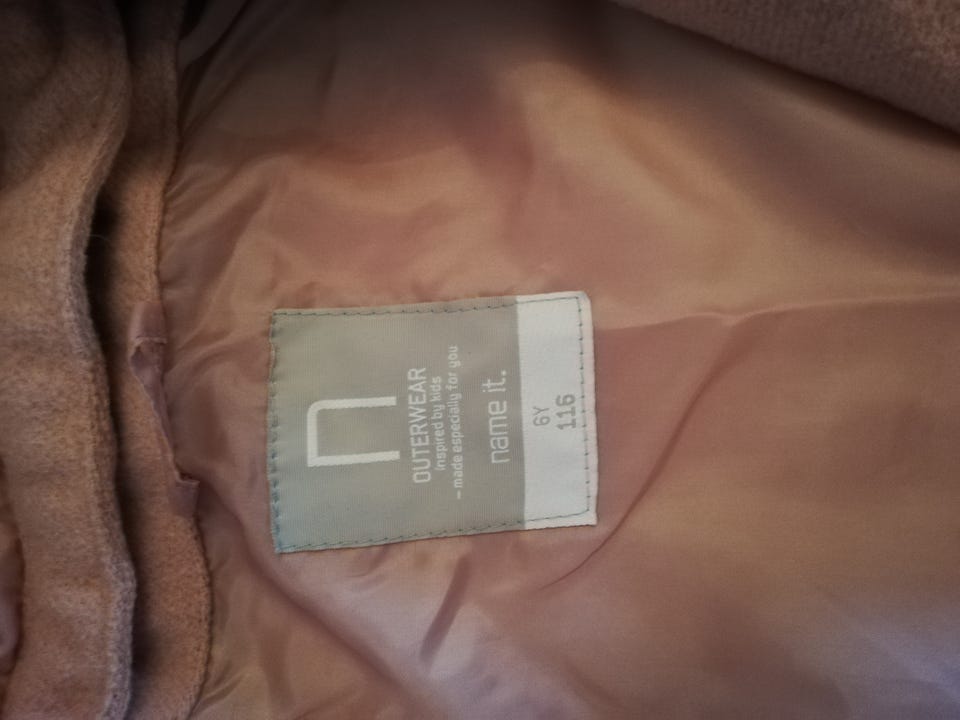 n
OUTERWEAR
inspired by kids
– made especially for you
name it.
6Y
116